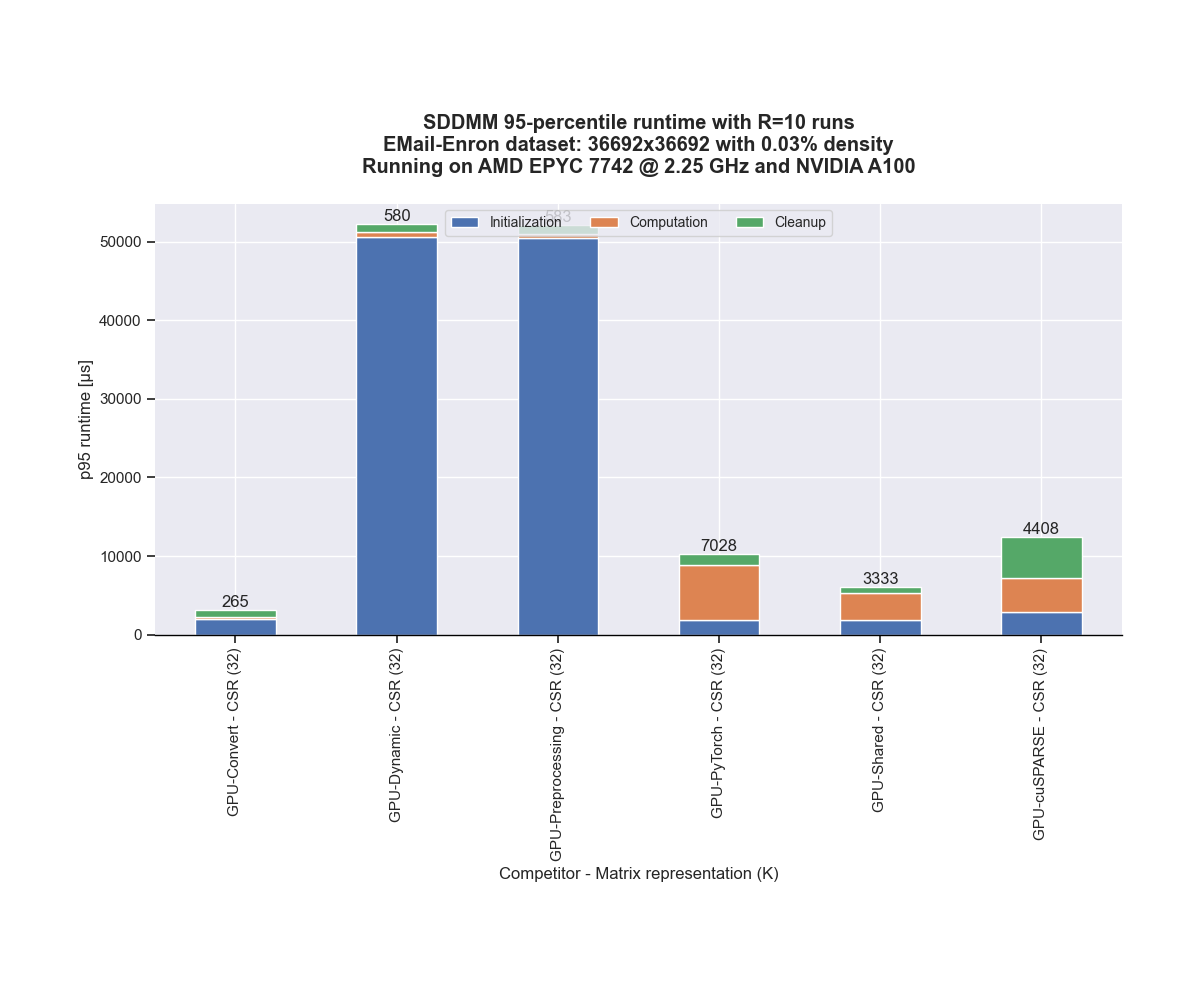 SDDMM 95-percentile runtime with R=10 runs
EMail-Enron dataset: 36692x36692 with 0.03% density
Running on AMD EPYC 7742 @ 2.25 GHz and NVIDIA A100
580
583
Initialization
Computation
Cleanup
p95 runtime [µs]
50000
40000
30000
20000
10000
0
265
7028
3333
4408
GPU-Convert - CSR (32)
GPU-Dynamic - CSR (32)
GPU-Preprocessing - CSR (32)
GPU-PyTorch - CSR (32)
GPU-Shared - CSR (32)
GPU-cuSPARSE - CSR (32)
Competitor - Matrix representation (K)